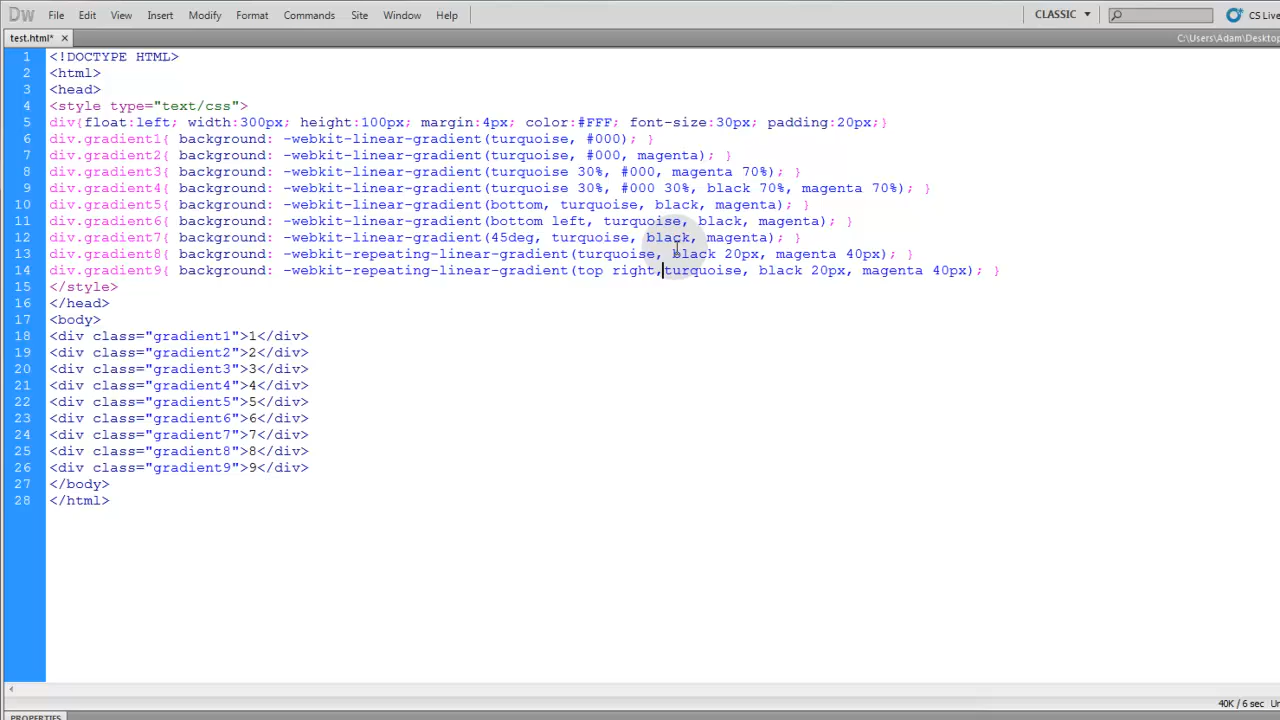 Dw File Edit View Insert Modify Format Commands Site Window Help CLASSIC CS Live
test.html* × C:\Users\Adam\Desktop
1 <!DOCTYPE HTML>
2 <html>
3 <head>
4 <style type="text/css">
5 div{float:left; width:300px; height:100px; margin:4px; color:#FFF; font-size:30px; padding:20px;}
6 div.gradient1{ background: -webkit-linear-gradient(turquoise, #000); }
7 div.gradient2{ background: -webkit-linear-gradient(turquoise, #000, magenta); }
8 div.gradient3{ background: -webkit-linear-gradient(turquoise 30%, #000, magenta 70%); }
9 div.gradient4{ background: -webkit-linear-gradient(turquoise 30%, #000 30%, black 70%, magenta 70%); }
10 div.gradient5{ background: -webkit-linear-gradient(bottom, turquoise, black, magenta); }
11 div.gradient6{ background: -webkit-linear-gradient(bottom left, turquoise, black, magenta); }
12 div.gradient7{ background: -webkit-linear-gradient(45deg, turquoise, black, magenta); }
13 div.gradient8{ background: -webkit-repeating-linear-gradient(turquoise, black 20px, magenta 40px); }
14 div.gradient9{ background: -webkit-repeating-linear-gradient(top right,turquoise, black 20px, magenta 40px); }
15 </style>
16 </head>
17 <body>
18 <div class="gradient1">1</div>
19 <div class="gradient2">2</div>
20 <div class="gradient3">3</div>
21 <div class="gradient4">4</div>
22 <div class="gradient5">5</div>
23 <div class="gradient6">6</div>
24 <div class="gradient7">7</div>
25 <div class="gradient8">8</div>
26 <div class="gradient9">9</div>
27 </body>
28 </html>
40K / 6 sec Un
PROPERTIES